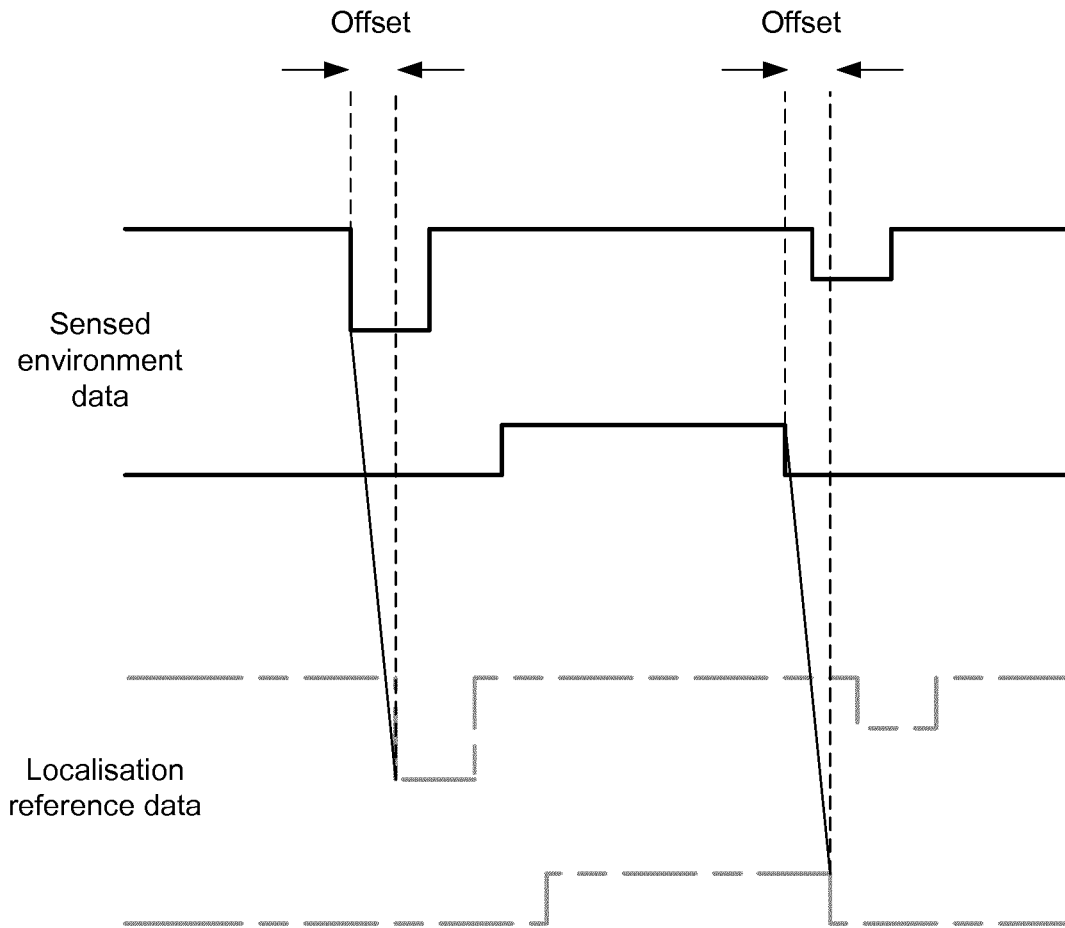 Offset
Offset
Sensed
environment
data
Localisation
reference data